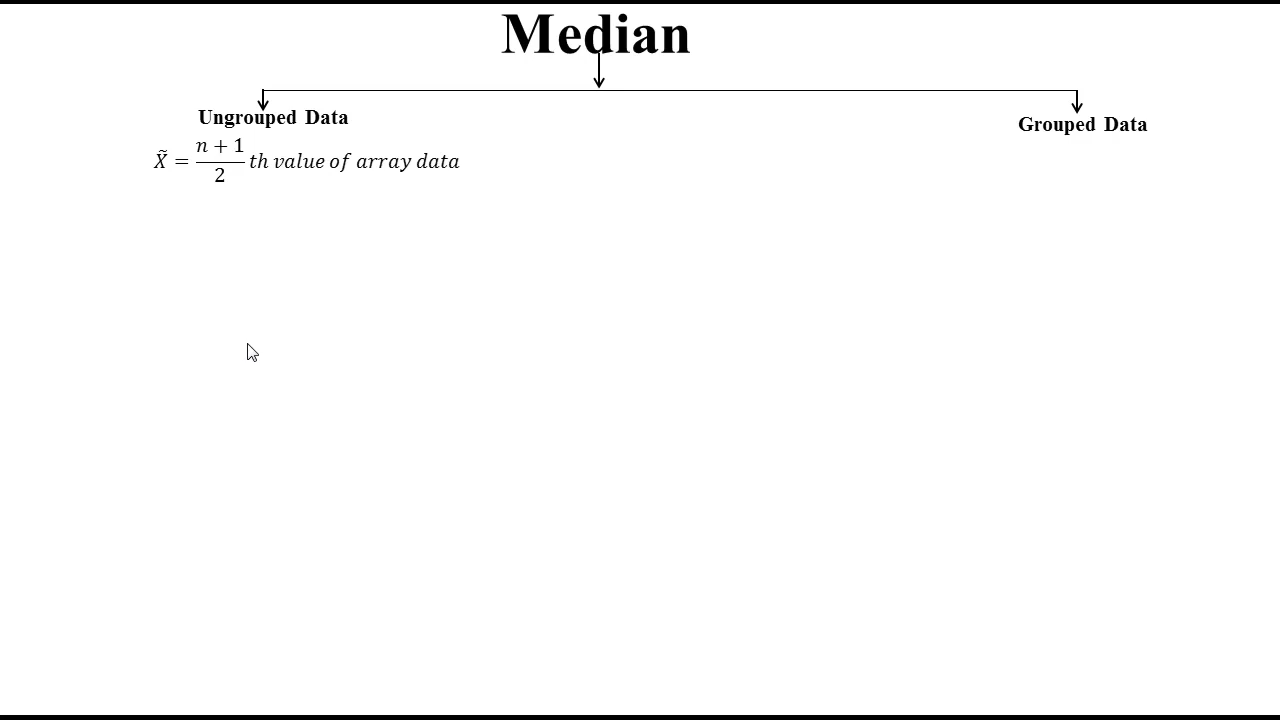 Median
Ungrouped Data
Grouped Data
X̃ = n + 1 / 2 th value of array data